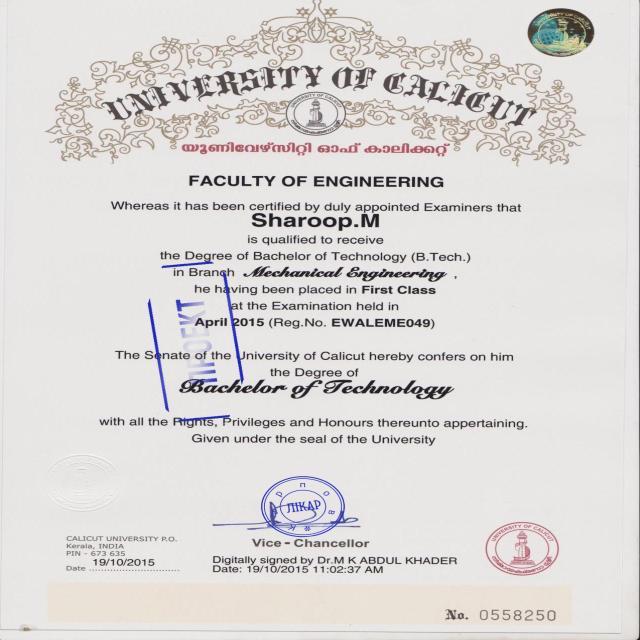 UNIVERSITY OF CALICUT
യൂണിവേഴ്സിറ്റി ഓഫ് കാലിക്കറ്റ്
FACULTY OF ENGINEERING
Whereas it has been certified by duly appointed Examiners that
Sharoop.M
is qualified to receive
the Degree of Bachelor of Technology (B.Tech.)
in Branch Mechanical Engineering ,
he having been placed in First Class
at the Examination held in
April 2015 (Reg.No. EWALEME049)
ПРОЕКТ
The Senate of the University of Calicut hereby confers on him
the Degree of
Bachelor of Technology
with all the Rights, Privileges and Honours thereunto appertaining.
Given under the seal of the University
ЛІКАР
Vice - Chancellor
Digitally signed by Dr.M K ABDUL KHADER
Date: 19/10/2015 11:02:37 AM
CALICUT UNIVERSITY P.O.
Kerala, INDIA
PIN - 673 635
Date 19/10/2015
UNIVERSITY OF CALICUT
No. 0558250